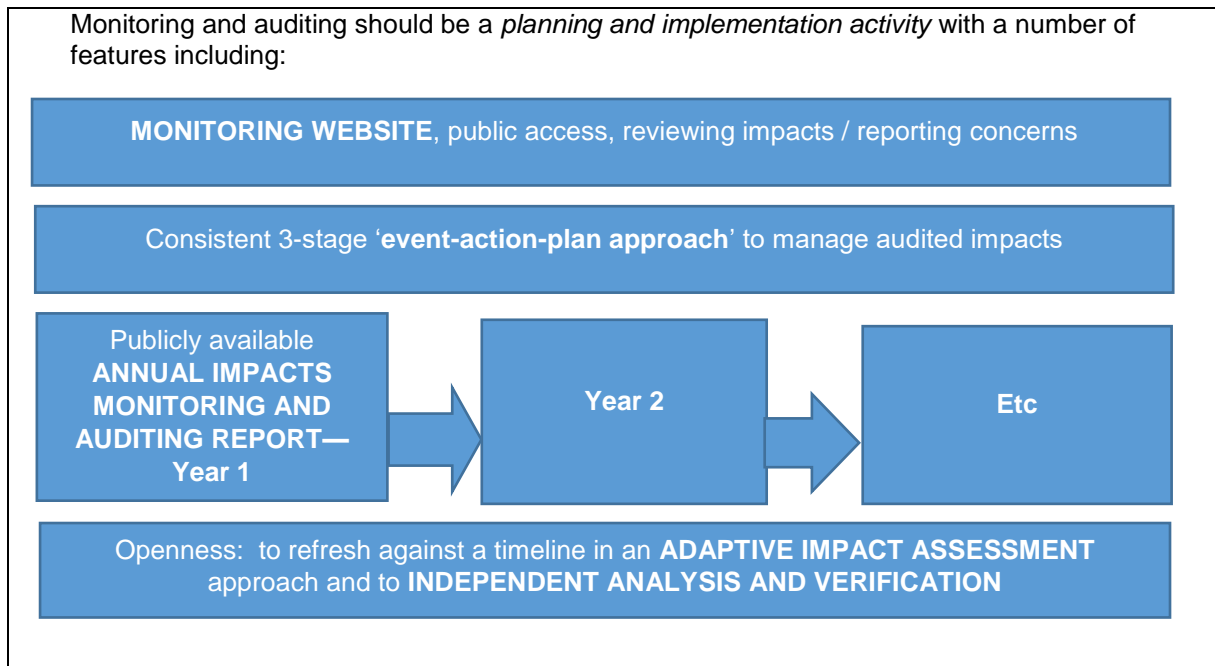 Monitoring and auditing should be a planning and implementation activity with a number of
features including:
MONITORING WEBSITE, public access, reviewing impacts / reporting concerns
Consistent 3-stage ‘event-action-plan approach’ to manage audited impacts
Publicly available
ANNUAL IMPACTS
MONITORING AND
AUDITING REPORT—
Year 1
Year 2
Etc
Openness:  to refresh against a timeline in an ADAPTIVE IMPACT ASSESSMENT
approach and to INDEPENDENT ANALYSIS AND VERIFICATION